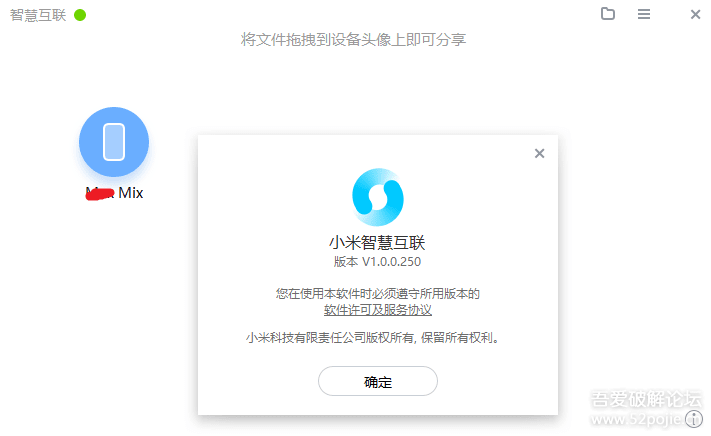 智慧互联
将文件拖拽到设备头像上即可分享
Mix
小米智慧互联
版本 V1.0.0.250
您在使用本软件时必须遵守所用版本的
软件许可及服务协议
小米科技有限责任公司版权所有, 保留所有权利。
确定
吾爱破解论坛
www.52pojie.